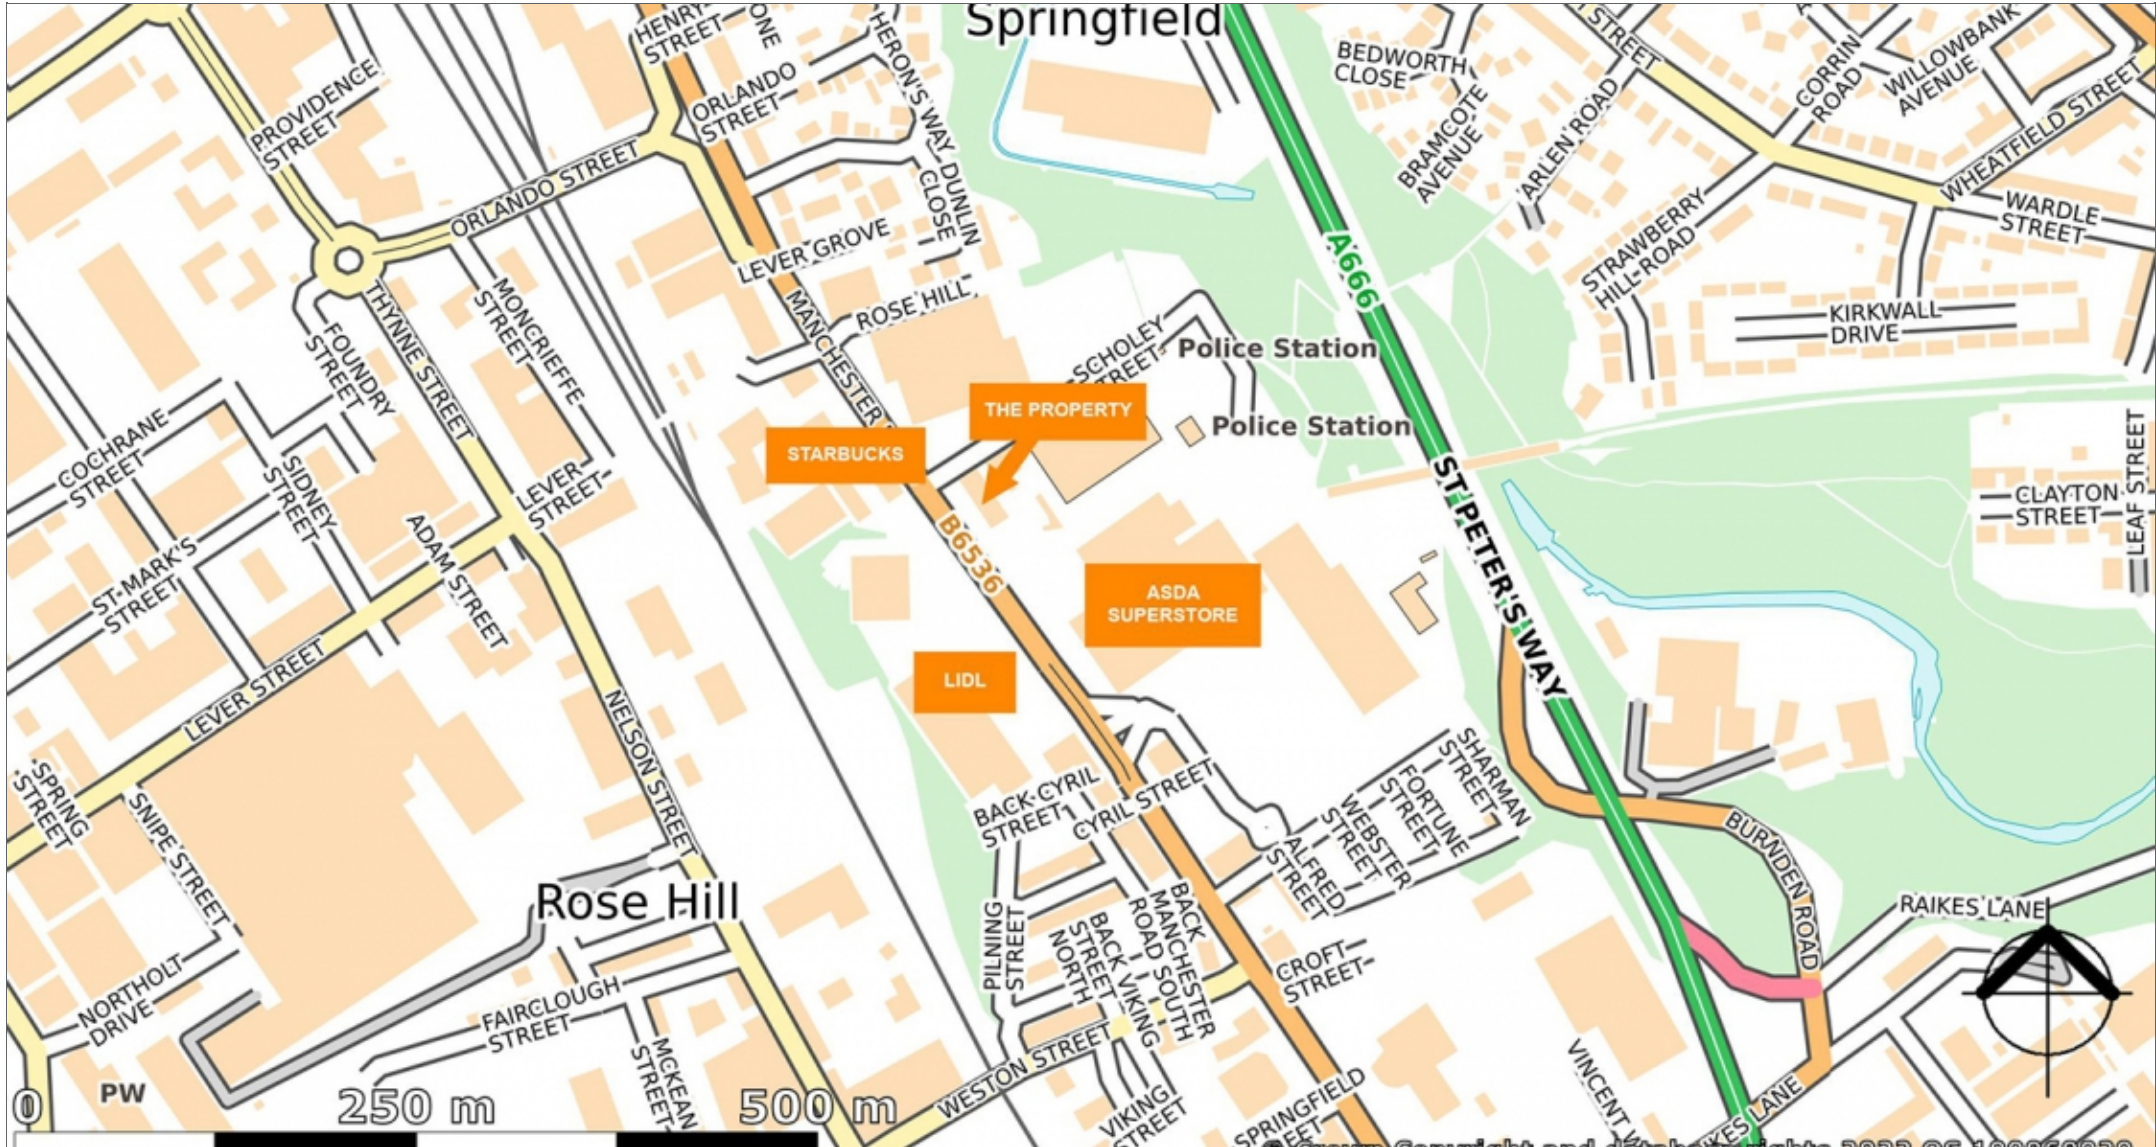 Springfield
HENRY
STREET
ORLANDO
STREET
HERON'S WAY
DUNLIN
CLOSE
BEDWORTH
CLOSE
BRAMCOTE
AVENUE
ARLEN ROAD
STREET
CORRIN
ROAD
WILLOWBANK
AVENUE
WHEATFIELD STREET
WARDLE
STREET
PROVIDENCE
STREET
ORLANDO STREET
LEVER GROVE
ROSE HILL
MANCHESTER
A666
STRAWBERRY
HILL ROAD
KIRKWALL
DRIVE
THYNNE STREET
FOUNDRY
STREET
MONCRIEFFE
STREET
SCHOLEY
STREET
Police Station
Police Station
THE PROPERTY
STARBUCKS
COCHRANE
STREET
SIDNEY
STREET
LEVER
STREET
B6536
ST PETER'S WAY
CLAYTON
STREET
LEAF STREET
ST-MARK'S
STREET
ADAM STREET
ASDA
SUPERSTORE
LIDL
LEVER STREET
NELSON STREET
SPRING
STREET
SNIPE STREET
BACK CYRIL
STREET
CYRIL STREET
SHARMAN
STREET
FORTUNE
STREET
WEBSTER
STREET
ALFRED
STREET
BURNDEN ROAD
Rose Hill
RAIKES LANE
PILNING
STREET
BACK VIKING
STREET
NORTH
BACK
MANCHESTER
ROAD SOUTH
CROFT
STREET
NORTHOLT
DRIVE
FAIRCLOUGH
STREET
MCKEAN
STREET
WESTON STREET
VIKING
STREET
SPRINGFIELD
VINCENT
LANE
PW
0
250 m
500 m